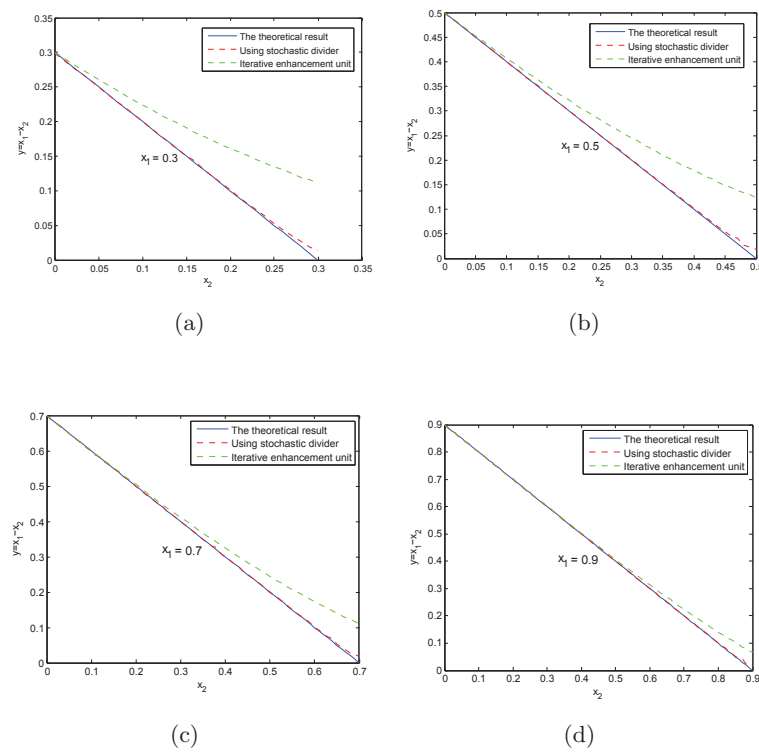 0.35
0.3
0.25
0.2
0.15
0.1
0.05
0
y=x1−x2
The theoretical result
Using stochastic divider
Iterative enhancement unit
x1 = 0.3
0 0.05 0.1 0.15 0.2 0.25 0.3 0.35
x2
(a)
0.5
0.45
0.4
0.35
0.3
0.25
0.2
0.15
0.1
0.05
0
y=x1−x2
The theoretical result
Using stochastic divider
Iterative enhancement unit
x1 = 0.5
0 0.05 0.1 0.15 0.2 0.25 0.3 0.35 0.4 0.45 0.5
x2
(b)
0.7
0.6
0.5
0.4
0.3
0.2
0.1
0
y=x1−x2
The theoretical result
Using stochastic divider
Iterative enhancement unit
x1 = 0.7
0 0.1 0.2 0.3 0.4 0.5 0.6 0.7
x2
(c)
0.9
0.8
0.7
0.6
0.5
0.4
0.3
0.2
0.1
0
y=x1−x2
The theoretical result
Using stochastic divider
Iterative enhancement unit
x1 = 0.9
0 0.1 0.2 0.3 0.4 0.5 0.6 0.7 0.8 0.9
x2
(d)